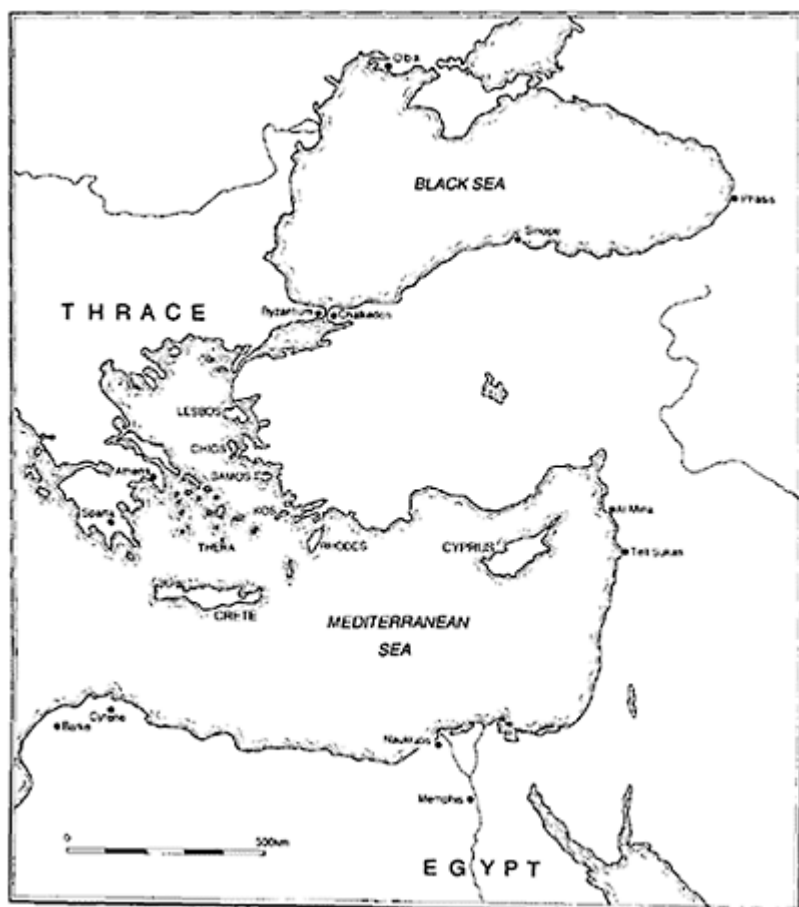 Olbia
BLACK SEA
Phasis
Sinope
Byzantium
Chalkedon
THRACE
LESBOS
CHIOS
Athens
SAMOS
Sparta
KOS
Al Mina
THERA
RHODES
CYPRUS
Tell Sukas
CRETE
MEDITERRANEAN
SEA
Cyrene
Barka
Naukratis
Memphis
0
500km
EGYPT